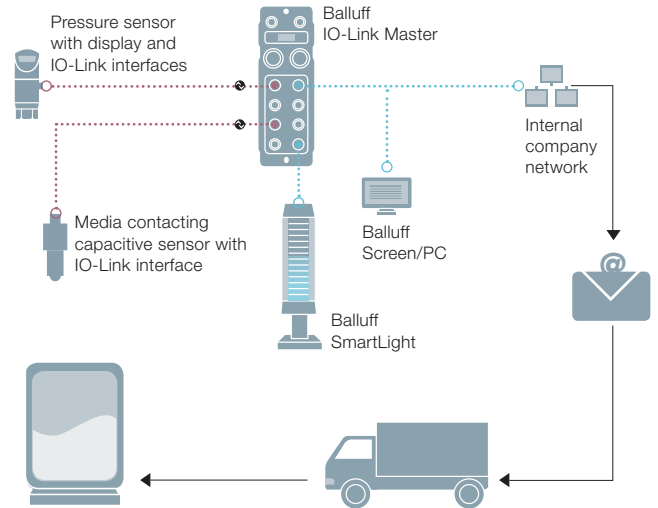 Pressure sensor
with display and
IO-Link interfaces
Balluff
IO-Link Master
Internal
company
network
Media contacting
capacitive sensor with
IO-Link interface
Balluff
Screen/PC
@
Balluff
SmartLight